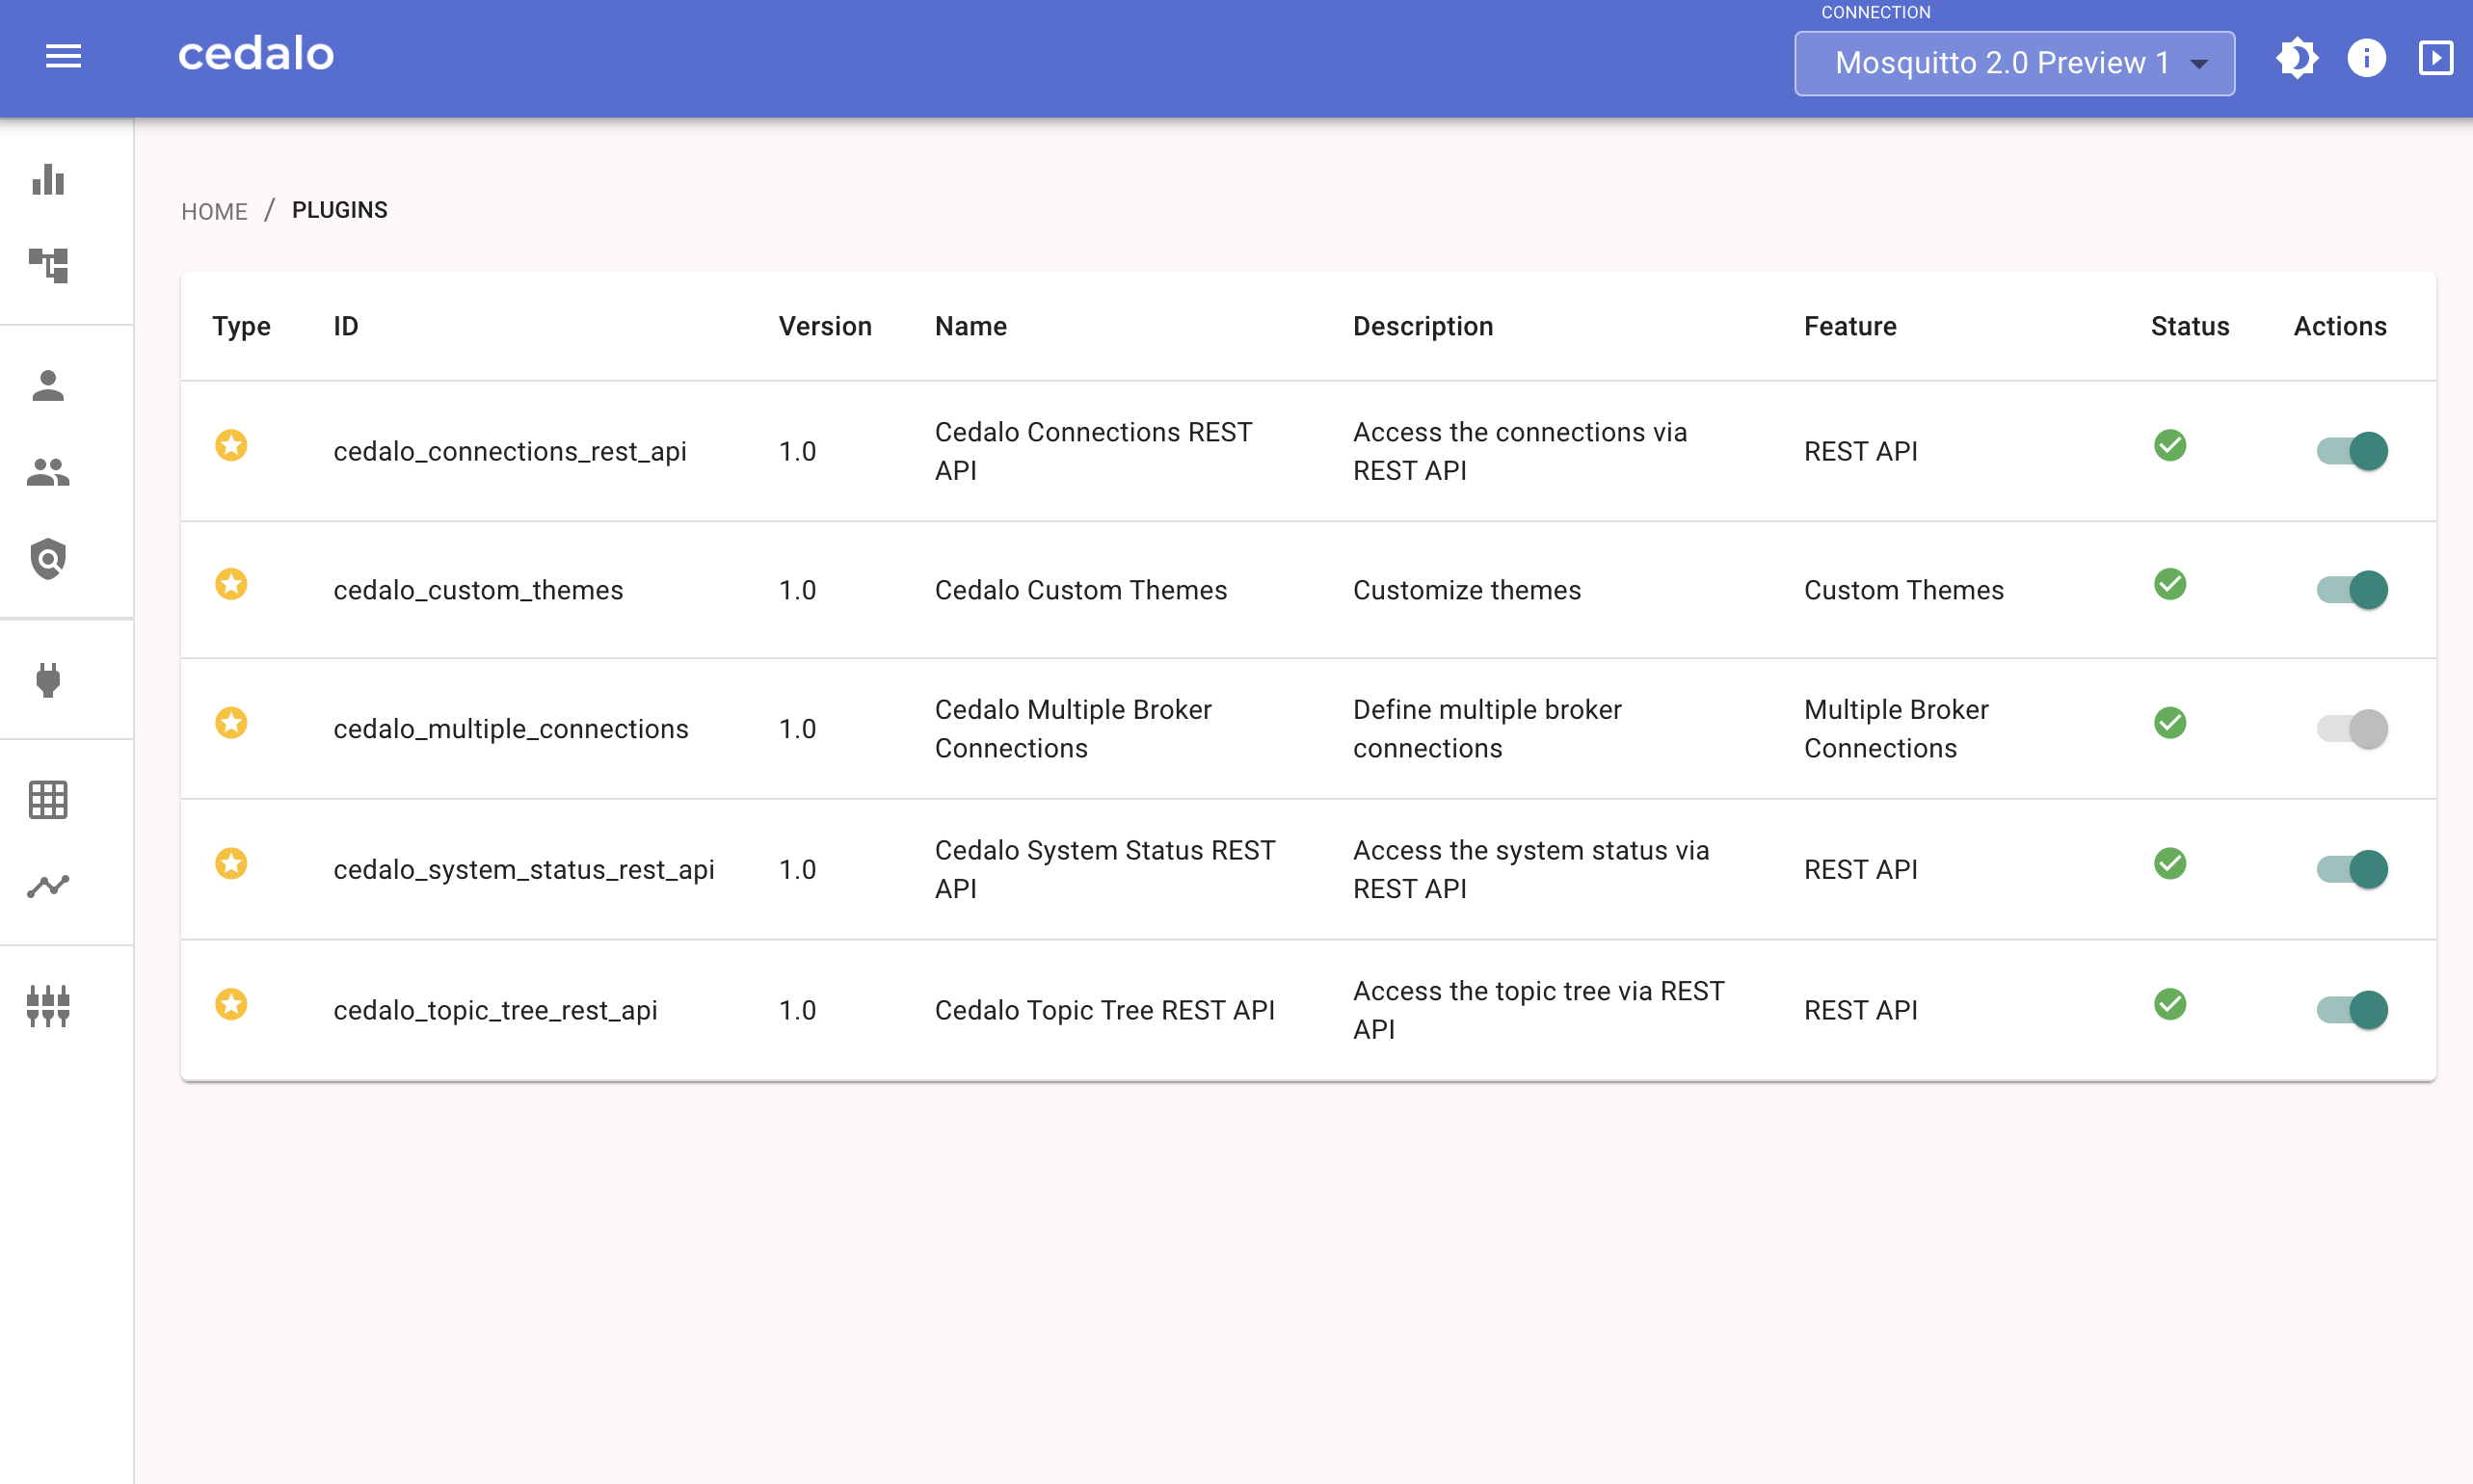 CONNECTION
cedalo
Mosquitto 2.0 Preview 1
HOME / PLUGINS
Type ID Version Name Description Feature Status Actions
cedalo_connections_rest_api 1.0 Cedalo Connections REST API Access the connections via REST API REST API
cedalo_custom_themes 1.0 Cedalo Custom Themes Customize themes Custom Themes
cedalo_multiple_connections 1.0 Cedalo Multiple Broker Connections Define multiple broker connections Multiple Broker Connections
cedalo_system_status_rest_api 1.0 Cedalo System Status REST API Access the system status via REST API REST API
cedalo_topic_tree_rest_api 1.0 Cedalo Topic Tree REST API Access the topic tree via REST API REST API